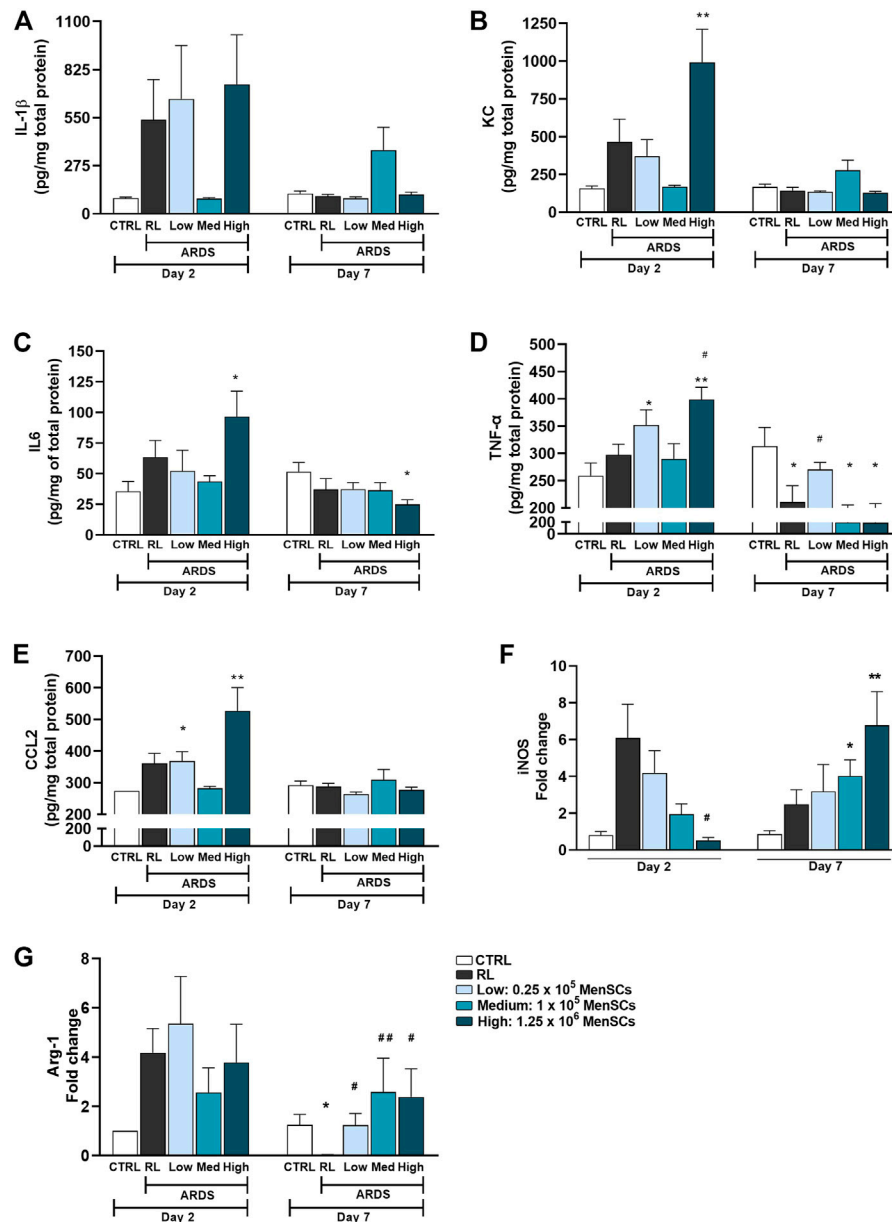 A
1100
825
550
275
0
IL-1β
(pg/mg total protein)
CTRL RL Low Med High CTRL RL Low Med High
ARDS ARDS
Day 2 Day 7
B
1250
1000
750
500
250
0
KC
(pg/mg total protein)
**
CTRL RL Low Med High CTRL RL Low Med High
ARDS ARDS
Day 2 Day 7
C
150
125
100
75
50
25
0
IL6
(pg/mg of total protein)
* *
CTRL RL Low Med High CTRL RL Low Med High
ARDS ARDS
Day 2 Day 7
D
500
450
400
350
300
250
200
200
0
TNF-α
(pg/mg total protein)
#
* ** * # * *
CTRL RL Low Med High CTRL RL Low Med High
ARDS ARDS
Day 2 Day 7
E
700
600
500
400
300
200
200
0
CCL2
(pg/mg total protein)
* **
CTRL RL Low Med High CTRL RL Low Med High
ARDS ARDS
Day 2 Day 7
F
10
8
6
4
2
0
iNOS
Fold change
# * **
Day 2 Day 7
G
8
6
4
2
0
Arg-1
Fold change
* # ## #
CTRL RL Low Med High CTRL RL Low Med High
ARDS ARDS
Day 2 Day 7
CTRL
RL
Low: 0.25 x 10⁵ MenSCs
Medium: 1 x 10⁵ MenSCs
High: 1.25 x 10⁶ MenSCs